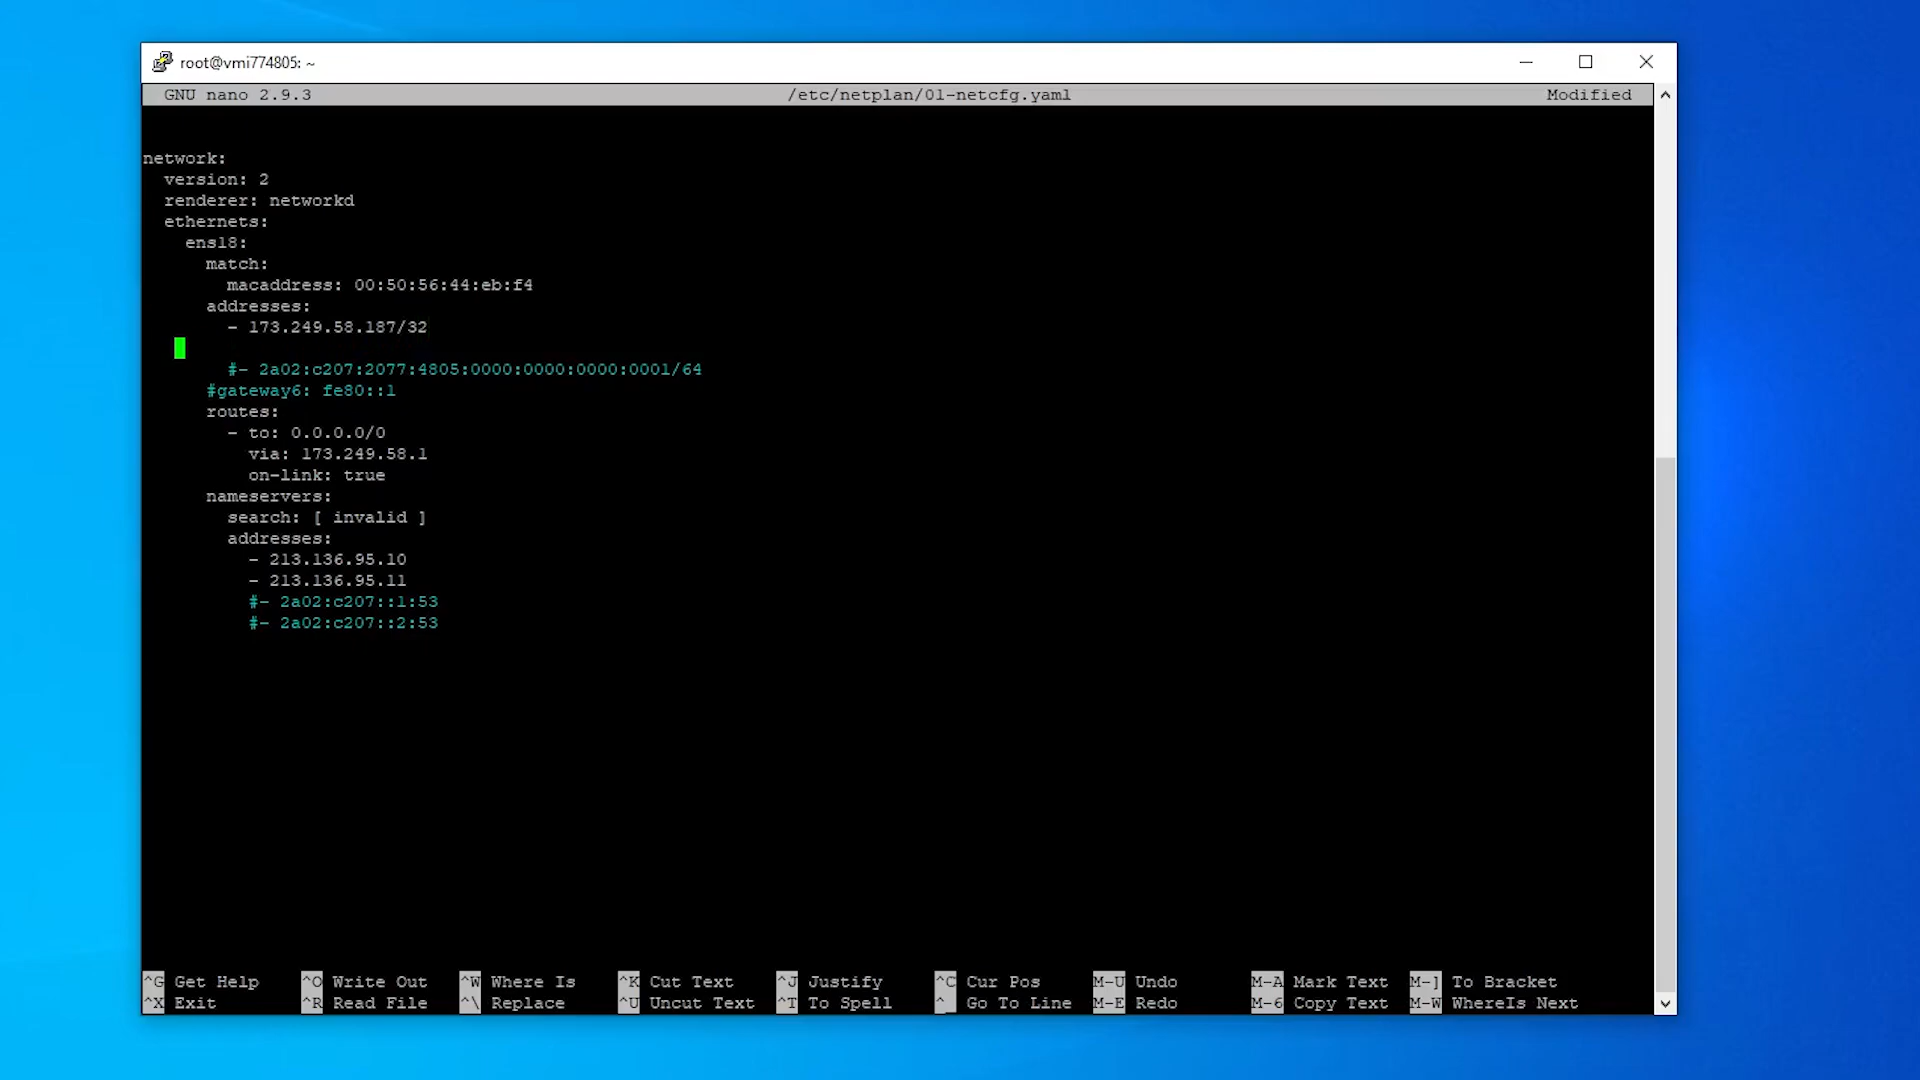 root@vmi774805: ~
GNU nano 2.9.3 /etc/netplan/01-netcfg.yaml Modified
network:
  version: 2
  renderer: networkd
  ethernets:
    ens18:
      match:
        macaddress: 00:50:56:44:eb:f4
      addresses:
        - 173.249.58.187/32
        #- 2a02:c207:2077:4805:0000:0000:0000:0001/64
      #gateway6: fe80::1
      routes:
        - to: 0.0.0.0/0
          via: 173.249.58.1
          on-link: true
      nameservers:
        search: [ invalid ]
        addresses:
          - 213.136.95.10
          - 213.136.95.11
          #- 2a02:c207::1:53
          #- 2a02:c207::2:53
^G Get Help ^O Write Out ^W Where Is ^K Cut Text ^J Justify ^C Cur Pos M-U Undo M-A Mark Text M-] To Bracket
^X Exit ^R Read File ^\ Replace ^U Uncut Text ^T To Spell ^_ Go To Line M-E Redo M-6 Copy Text M-W WhereIs Next